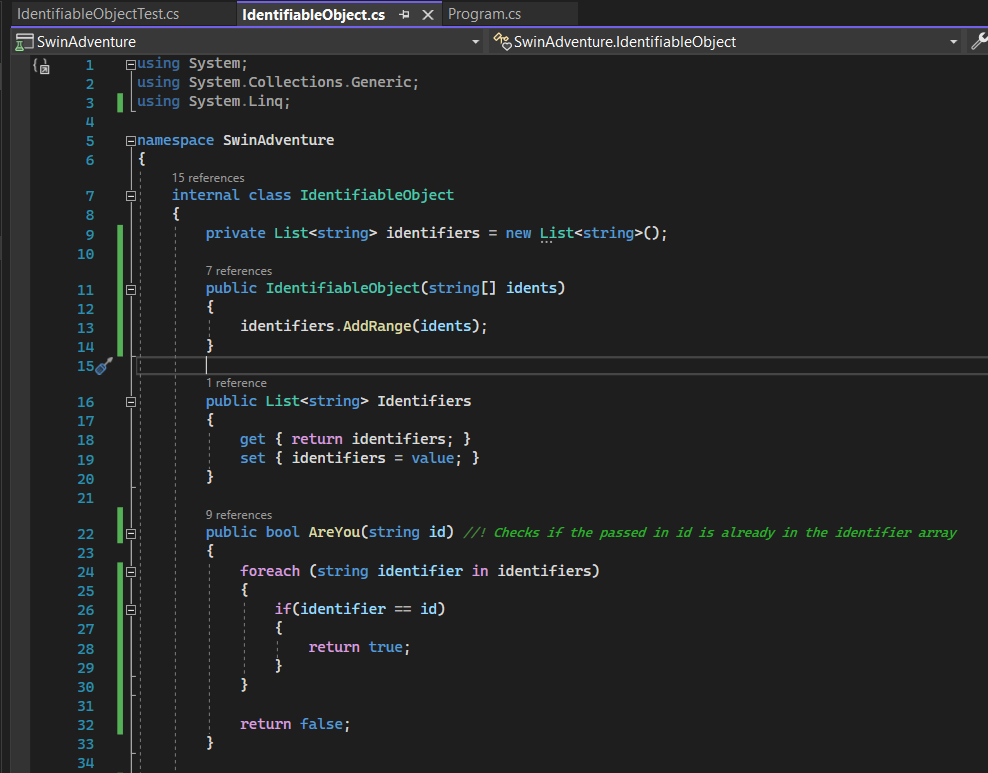 IdentifiableObjectTest.cs IdentifiableObject.cs Program.cs
SwinAdventure SwinAdventure.IdentifiableObject
1 using System;
2 using System.Collections.Generic;
3 using System.Linq;
4
5 namespace SwinAdventure
6 {
15 references
7 internal class IdentifiableObject
8 {
9 private List<string> identifiers = new List<string>();
10
7 references
11 public IdentifiableObject(string[] idents)
12 {
13 identifiers.AddRange(idents);
14 }
15
1 reference
16 public List<string> Identifiers
17 {
18 get { return identifiers; }
19 set { identifiers = value; }
20 }
21
9 references
22 public bool AreYou(string id) //! Checks if the passed in id is already in the identifier array
23 {
24 foreach (string identifier in identifiers)
25 {
26 if(identifier == id)
27 {
28 return true;
29 }
30 }
31
32 return false;
33 }
34